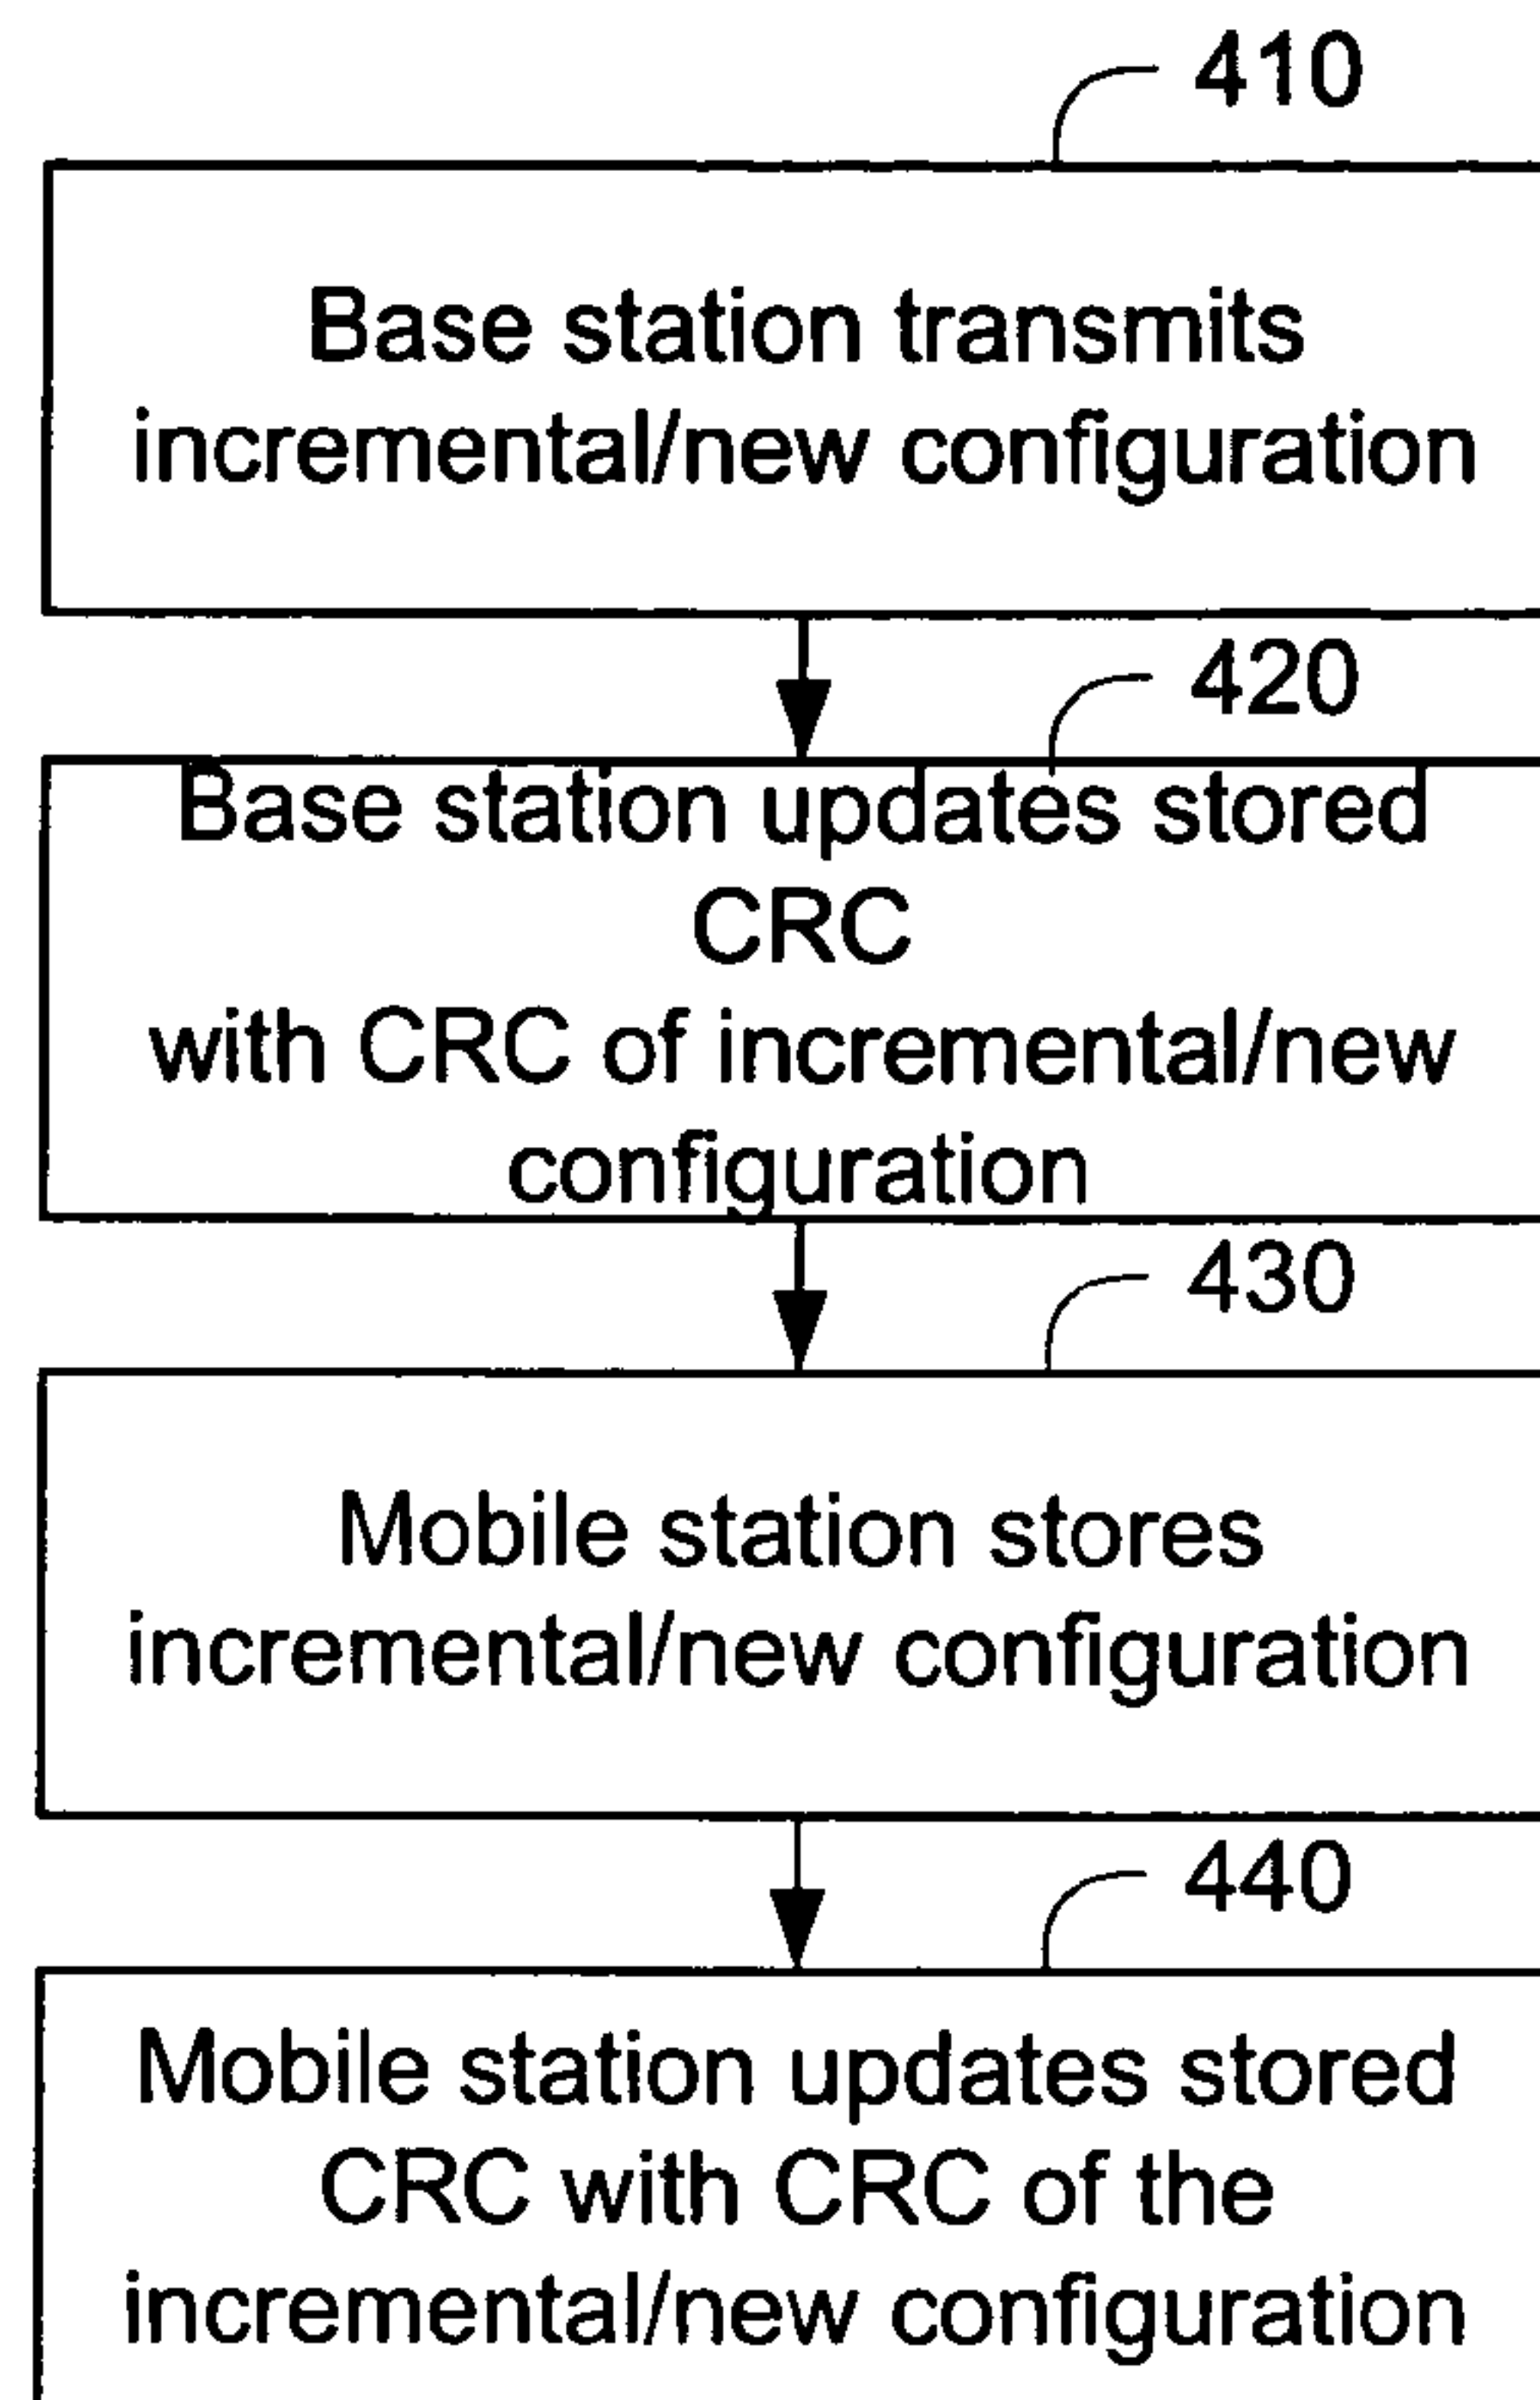 410
Base station transmits
incremental/new configuration
420
Base station updates stored
CRC
with CRC of incremental/new
configuration
430
Mobile station stores
incremental/new configuration
440
Mobile station updates stored
CRC with CRC of the
incremental/new configuration